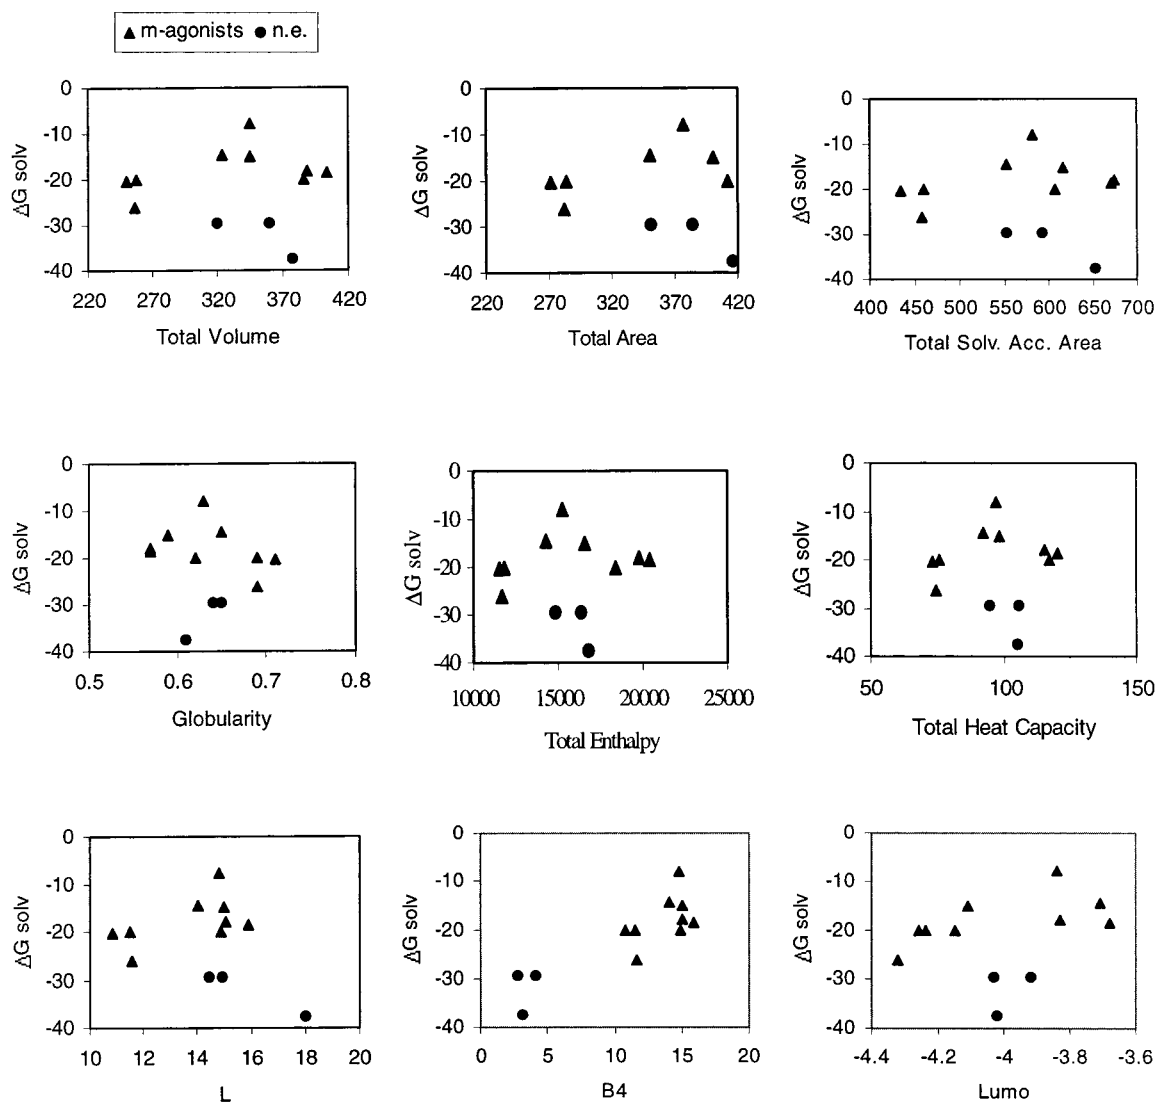 ▲ m-agonists ● n.e.
0
-10
-20
-30
-40
ΔG solv
220 270 320 370 420
Total Volume
0
-10
-20
-30
-40
ΔG solv
220 270 320 370 420
Total Area
0
-10
-20
-30
-40
ΔG solv
400 450 500 550 600 650 700
Total Solv. Acc. Area
0
-10
-20
-30
-40
ΔG solv
0.5 0.6 0.7 0.8
Globularity
0
-10
-20
-30
-40
ΔG solv
10000 15000 20000 25000
Total Enthalpy
0
-10
-20
-30
-40
ΔG solv
50 100 150
Total Heat Capacity
0
-10
-20
-30
-40
ΔG solv
10 12 14 16 18 20
L
0
-10
-20
-30
-40
ΔG solv
0 5 10 15 20
B4
0
-10
-20
-30
-40
ΔG solv
-4.4 -4.2 -4 -3.8 -3.6
Lumo